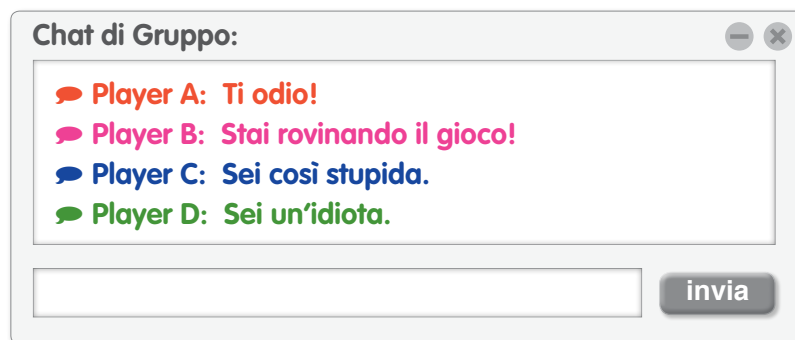 Chat di Gruppo:
Player A: Ti odio!
Player B: Stai rovinando il gioco!
Player C: Sei così stupida.
Player D: Sei un'idiota.
invia